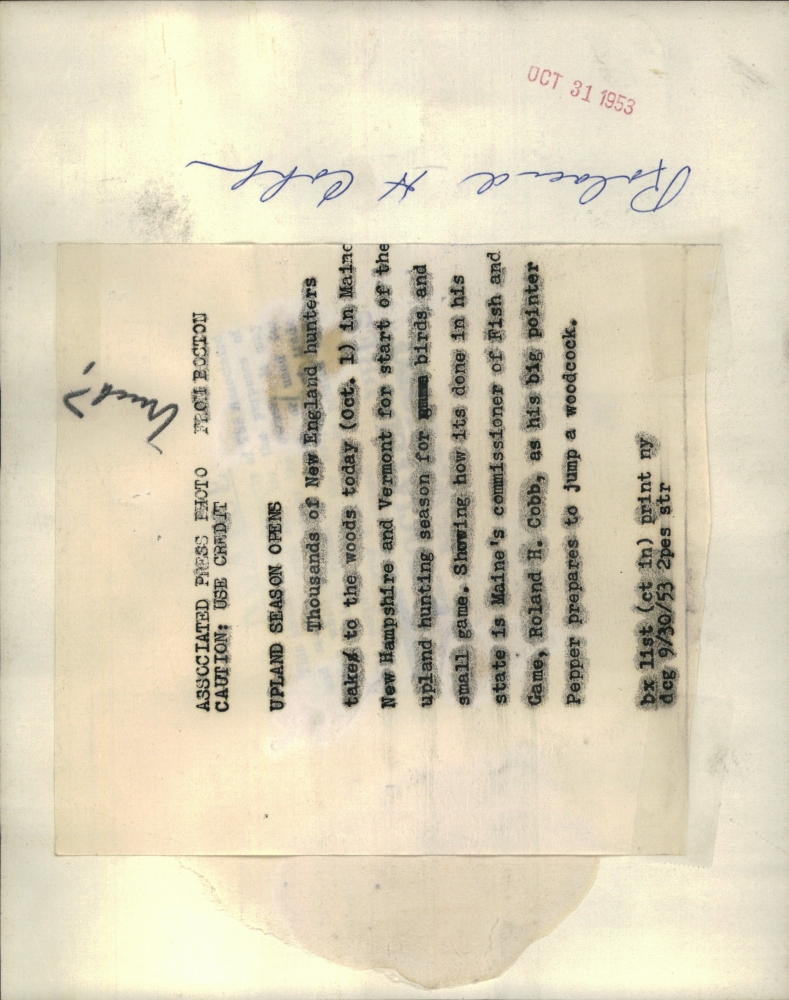 OCT 31 1953
Roland H Cobb
ASSOCIATED PRESS PHOTO FROM BOSTON
CAUTION: USE CREDIT
UPLAND SEASON OPENS
Thousands of New England hunters
take to the woods today (Oct. 1) in Maine
New Hampshire and Vermont for start of the
upland hunting season for birds and
small game. Showing how its done in his
state is Maine's commissioner of Fish and
Game, Roland H. Cobb, as his big pointer
Pepper prepares to jump a woodcock.
bx list (ct in) print ny
dcg 9/30/53 2pes str